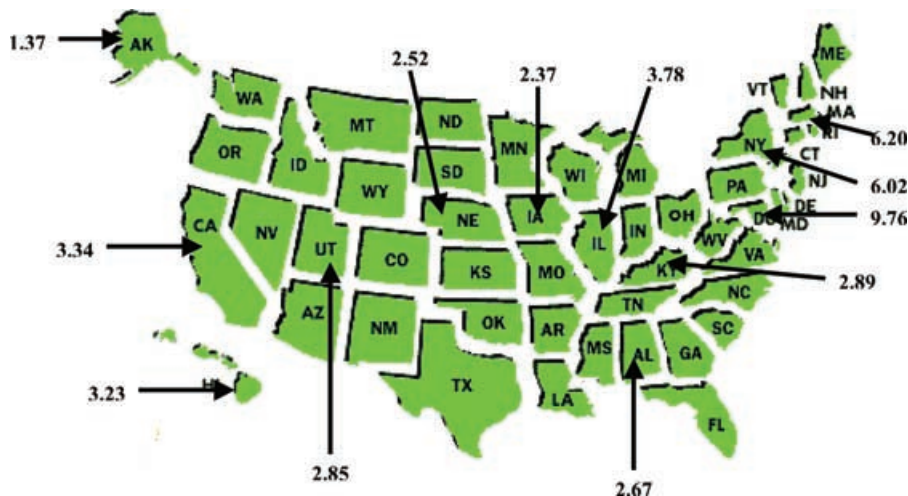 1.37
AK
2.52
2.37
3.78
ME
WA
VT
NH
MT
ND
MA
MN
RI
6.20
OR
ID
NY
CT
SD
WI
MI
WY
PA
NJ
6.02
IA
OH
DE
9.76
CA
NE
MD
NV
UT
IL
IN
WV
3.34
CO
VA
KS
MO
KY
2.89
NC
TN
AZ
OK
NM
AR
SC
MS
AL
GA
TX
3.23
LA
FL
2.85
2.67